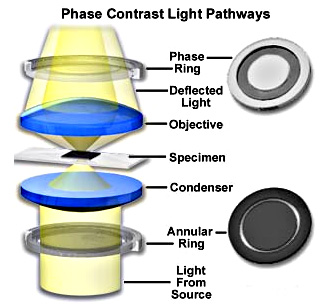 Phase Contrast Light Pathways
Phase
Ring
Deflected
Light
Objective
Specimen
Condenser
Annular
Ring
Light
From
Source